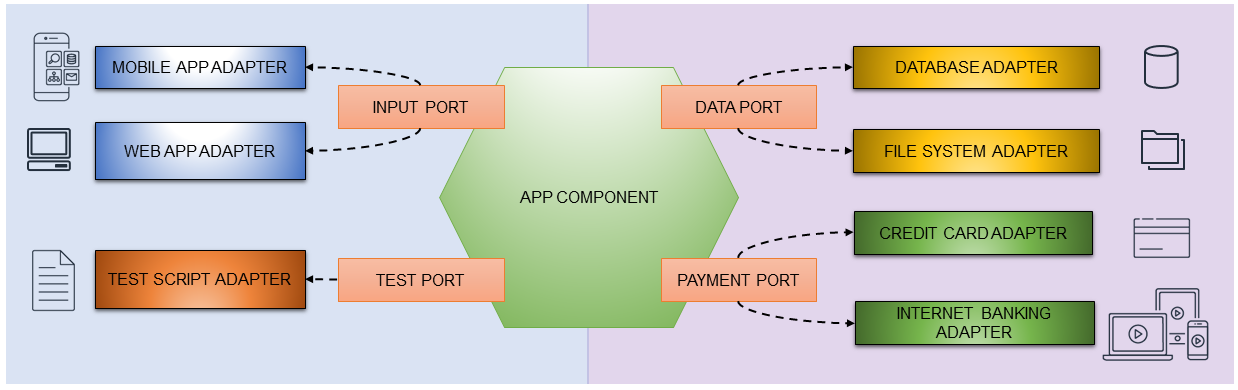 MOBILE APP ADAPTER
INPUT PORT
WEB APP ADAPTER
TEST SCRIPT ADAPTER
TEST PORT
APP COMPONENT
DATA PORT
DATABASE ADAPTER
FILE SYSTEM ADAPTER
CREDIT CARD ADAPTER
PAYMENT PORT
INTERNET BANKING
ADAPTER